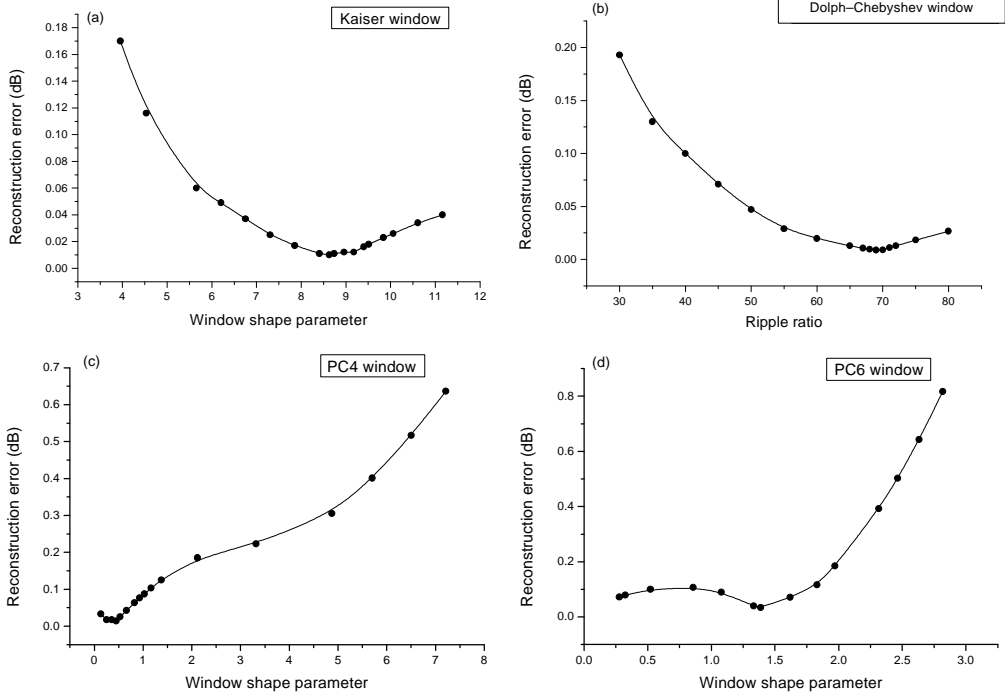 (a)
Kaiser window
0.18
0.16
0.14
0.12
0.10
0.08
0.06
0.04
0.02
0.00
Reconstruction error (dB)
3 4 5 6 7 8 9 10 11 12
Window shape parameter
(b)
Dolph–Chebyshev window
0.20
0.15
0.10
0.05
0.00
Reconstruction error (dB)
30 40 50 60 70 80
Ripple ratio
(c)
PC4 window
0.7
0.6
0.5
0.4
0.3
0.2
0.1
0.0
Reconstruction error (dB)
0 1 2 3 4 5 6 7 8
Window shape parameter
(d)
PC6 window
0.8
0.6
0.4
0.2
0.0
Reconstruction error (dB)
0.0 0.5 1.0 1.5 2.0 2.5 3.0
Window shape parameter